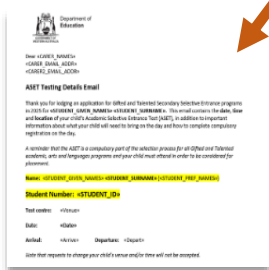 Department of
Education
Dear «CARER_NAMES»
«CARER_EMAIL_ADDR»
«CARER2_EMAIL_ADDR»
ASET Testing Details Email
Thank you for lodging an application for Gifted and Talented Secondary Selective Entrance programs
in 2025 for «STUDENT_GIVEN_NAMES» «STUDENT_SURNAME». This email contains the date, time
and location of your child's Academic Selective Entrance Test (ASET), in addition to important
information about what your child will need to bring on the day and how to complete compulsory
registration on the day.
A reminder that the ASET is a compulsory part of the selection process for all Gifted and Talented
academic, arts and languages programs and your child must attend in order to be considered for
placement.
Name: «STUDENT_GIVEN_NAMES» «STUDENT_SURNAME» («STUDENT_PREF_NAMES»)
Student Number: «STUDENT_ID»
Test centre: «Venue»
Date: «Date»
Arrival: «Arrive» Departure: «Depart»
Note that requests to change your child's venue and/or time will not be accepted.